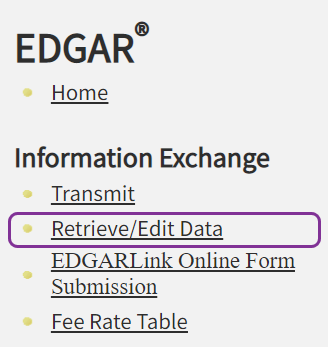 EDGAR®
Home
Information Exchange
Transmit
Retrieve/Edit Data
EDGARLink Online Form
Submission
Fee Rate Table